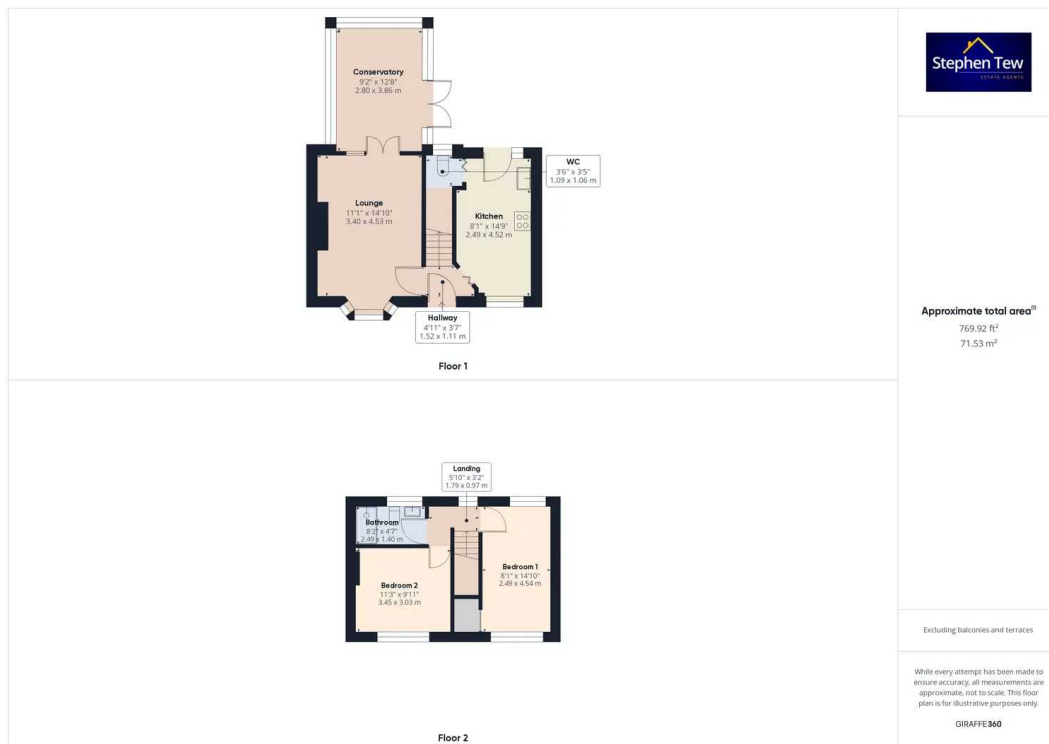 Conservatory
9'2" x 12'8"
2.80 x 3.86 m
Lounge
11'1" x 14'10"
3.40 x 4.53 m
WC
3'6" x 3'5"
1.09 x 1.06 m
Kitchen
8'1" x 14'9"
2.49 x 4.52 m
Hallway
4'11" x 3'7"
1.52 x 1.11 m
Floor 1
Landing
5'10" x 3'2"
1.79 x 0.97 m
Bathroom
8'2" x 4'7"
2.49 x 1.40 m
Bedroom 1
8'1" x 14'10"
2.49 x 4.54 m
Bedroom 2
11'3" x 9'11"
3.45 x 3.03 m
Floor 2
Stephen Tew
ESTATE AGENTS
Approximate total area⁽¹⁾
769.92 ft²
71.53 m²
Excluding balconies and terraces
While every attempt has been made to
ensure accuracy, all measurements are
approximate, not to scale. This floor
plan is for illustrative purposes only.
GIRAFFE360